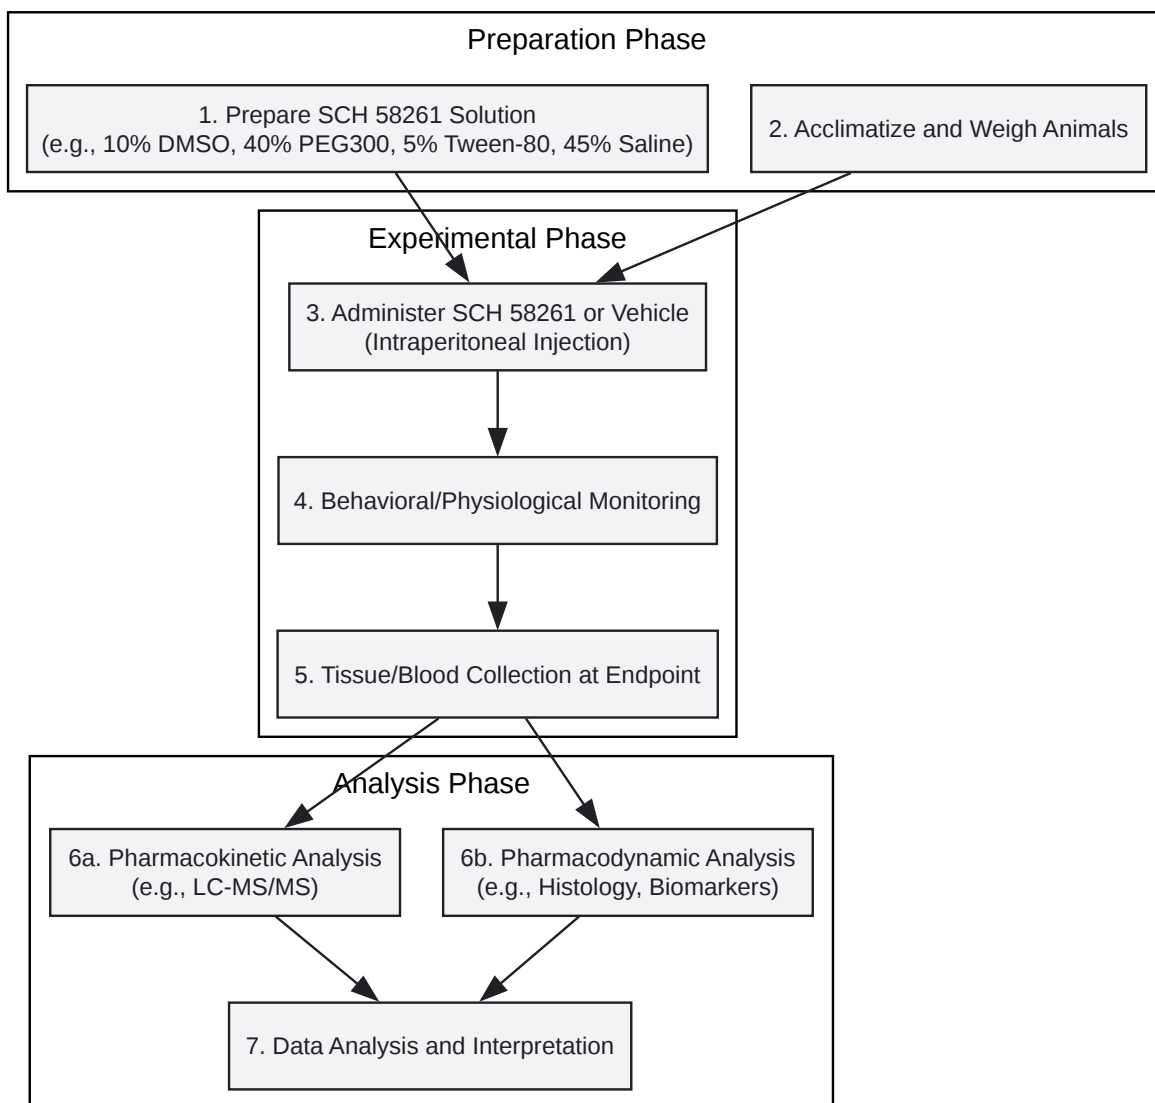 Preparation Phase
1. Prepare SCH 58261 Solution
(e.g., 10% DMSO, 40% PEG300, 5% Tween-80, 45% Saline)
2. Acclimatize and Weigh Animals
Experimental Phase
3. Administer SCH 58261 or Vehicle
(Intraperitoneal Injection)
4. Behavioral/Physiological Monitoring
5. Tissue/Blood Collection at Endpoint
Analysis Phase
6a. Pharmacokinetic Analysis
(e.g., LC-MS/MS)
6b. Pharmacodynamic Analysis
(e.g., Histology, Biomarkers)
7. Data Analysis and Interpretation